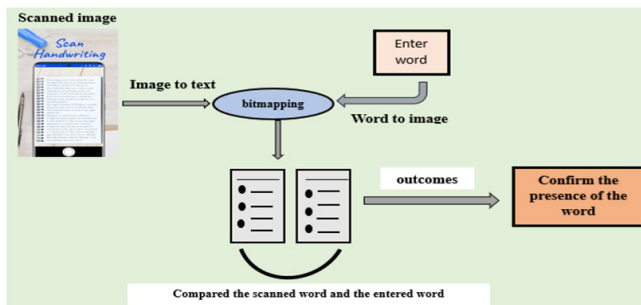 Scanned image
Scan
Handwriting
Enter
word
Image to text
bitmapping
Word to image
outcomes
Confirm the
presence of the
word
Compared the scanned word and the entered word